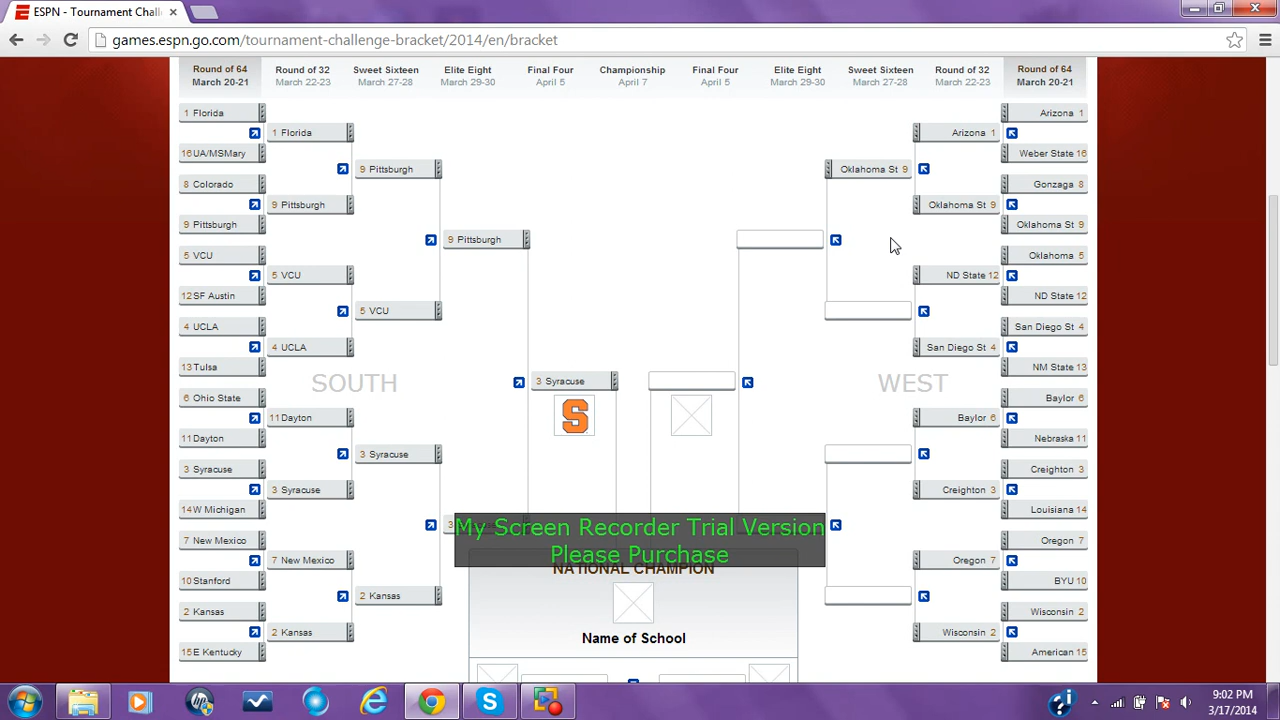 ESPN - Tournament Chall
games.espn.go.com/tournament-challenge-bracket/2014/en/bracket
Round of 64 Round of 32 Sweet Sixteen Elite Eight Final Four Championship Final Four Elite Eight Sweet Sixteen Round of 32 Round of 64
March 20-21 March 22-23 March 27-28 March 29-30 April 5 April 7 April 5 March 29-30 March 27-28 March 22-23 March 20-21
1 Florida Arizona 1
1 Florida Arizona 1
16 UA/MSMary Weber State 16
9 Pittsburgh Oklahoma St 9
8 Colorado Gonzaga 8
9 Pittsburgh Oklahoma St 9
9 Pittsburgh Oklahoma St 9
9 Pittsburgh
5 VCU Oklahoma 5
5 VCU ND State 12
12 SF Austin ND State 12
5 VCU
4 UCLA San Diego St 4
4 UCLA San Diego St 4
13 Tulsa NM State 13
SOUTH 3 Syracuse WEST
6 Ohio State Baylor 6
11 Dayton Baylor 6
11 Dayton Nebraska 11
3 Syracuse
3 Syracuse Creighton 3
3 Syracuse Creighton 3
14 W Michigan Louisiana 14
3
My Screen Recorder Trial Version
Please Purchase
7 New Mexico Oregon 7
7 New Mexico Oregon 7
NATIONAL CHAMPION
10 Stanford BYU 10
2 Kansas
2 Kansas Wisconsin 2
2 Kansas Wisconsin 2
Name of School
15 E Kentucky American 15
9:02 PM
3/17/2014